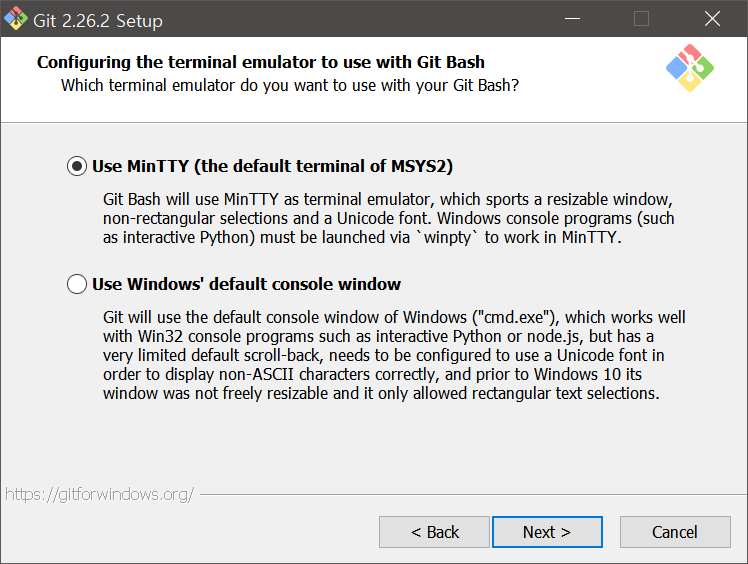 Git 2.26.2 Setup
Configuring the terminal emulator to use with Git Bash
Which terminal emulator do you want to use with your Git Bash?
Use MinTTY (the default terminal of MSYS2)
Git Bash will use MinTTY as terminal emulator, which sports a resizable window,
non-rectangular selections and a Unicode font. Windows console programs (such
as interactive Python) must be launched via `winpty` to work in MinTTY.
Use Windows' default console window
Git will use the default console window of Windows ("cmd.exe"), which works well
with Win32 console programs such as interactive Python or node.js, but has a
very limited default scroll-back, needs to be configured to use a Unicode font in
order to display non-ASCII characters correctly, and prior to Windows 10 its
window was not freely resizable and it only allowed rectangular text selections.
https://gitforwindows.org/
< Back
Next >
Cancel